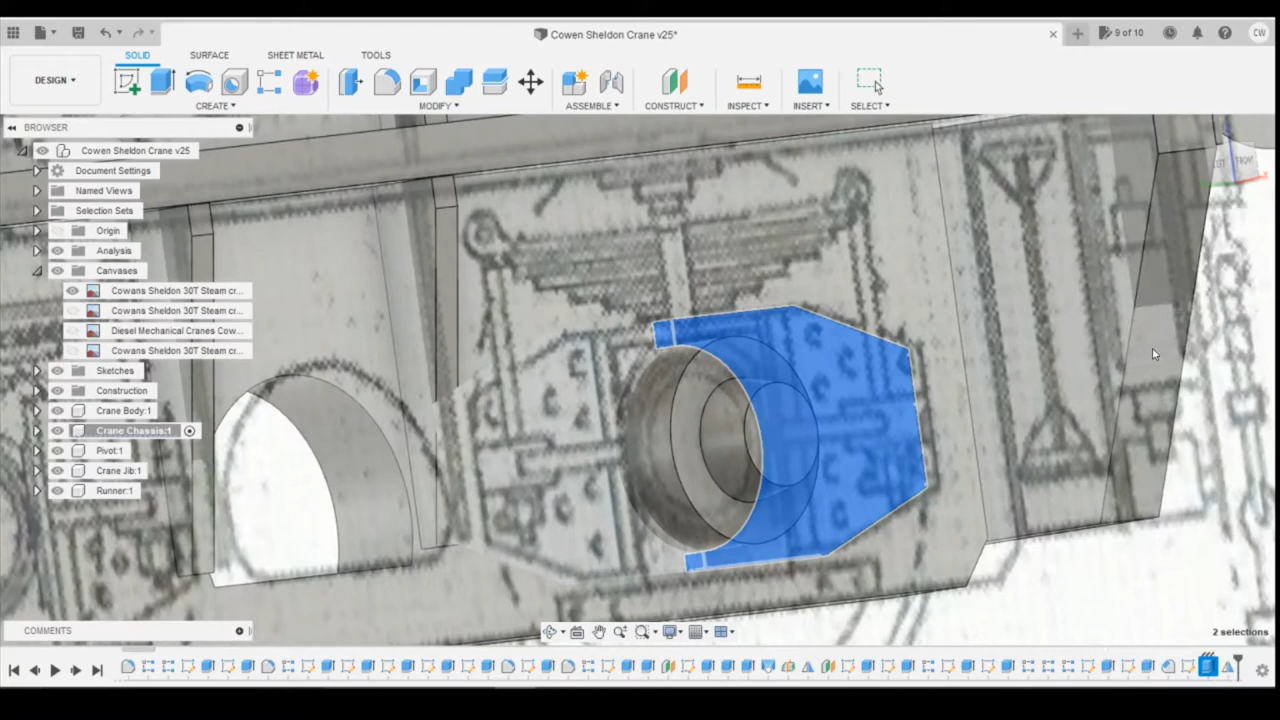 Cowen Sheldon Crane v25*
9 of 10
CW
SOLID
SURFACE
SHEET METAL
TOOLS
DESIGN
CREATE
MODIFY
ASSEMBLE
CONSTRUCT
INSPECT
INSERT
SELECT
BROWSER
Cowen Sheldon Crane v25
Document Settings
Named Views
Selection Sets
Origin
Analysis
Canvases
Cowans Sheldon 30T Steam cr...
Cowans Sheldon 30T Steam cr...
Diesel Mechanical Cranes Cow...
Cowans Sheldon 30T Steam cr...
Sketches
Construction
Crane Body:1
Crane Chassis:1
Pivot:1
Crane Jib:1
Runner:1
FRONT
COMMENTS
2 selections